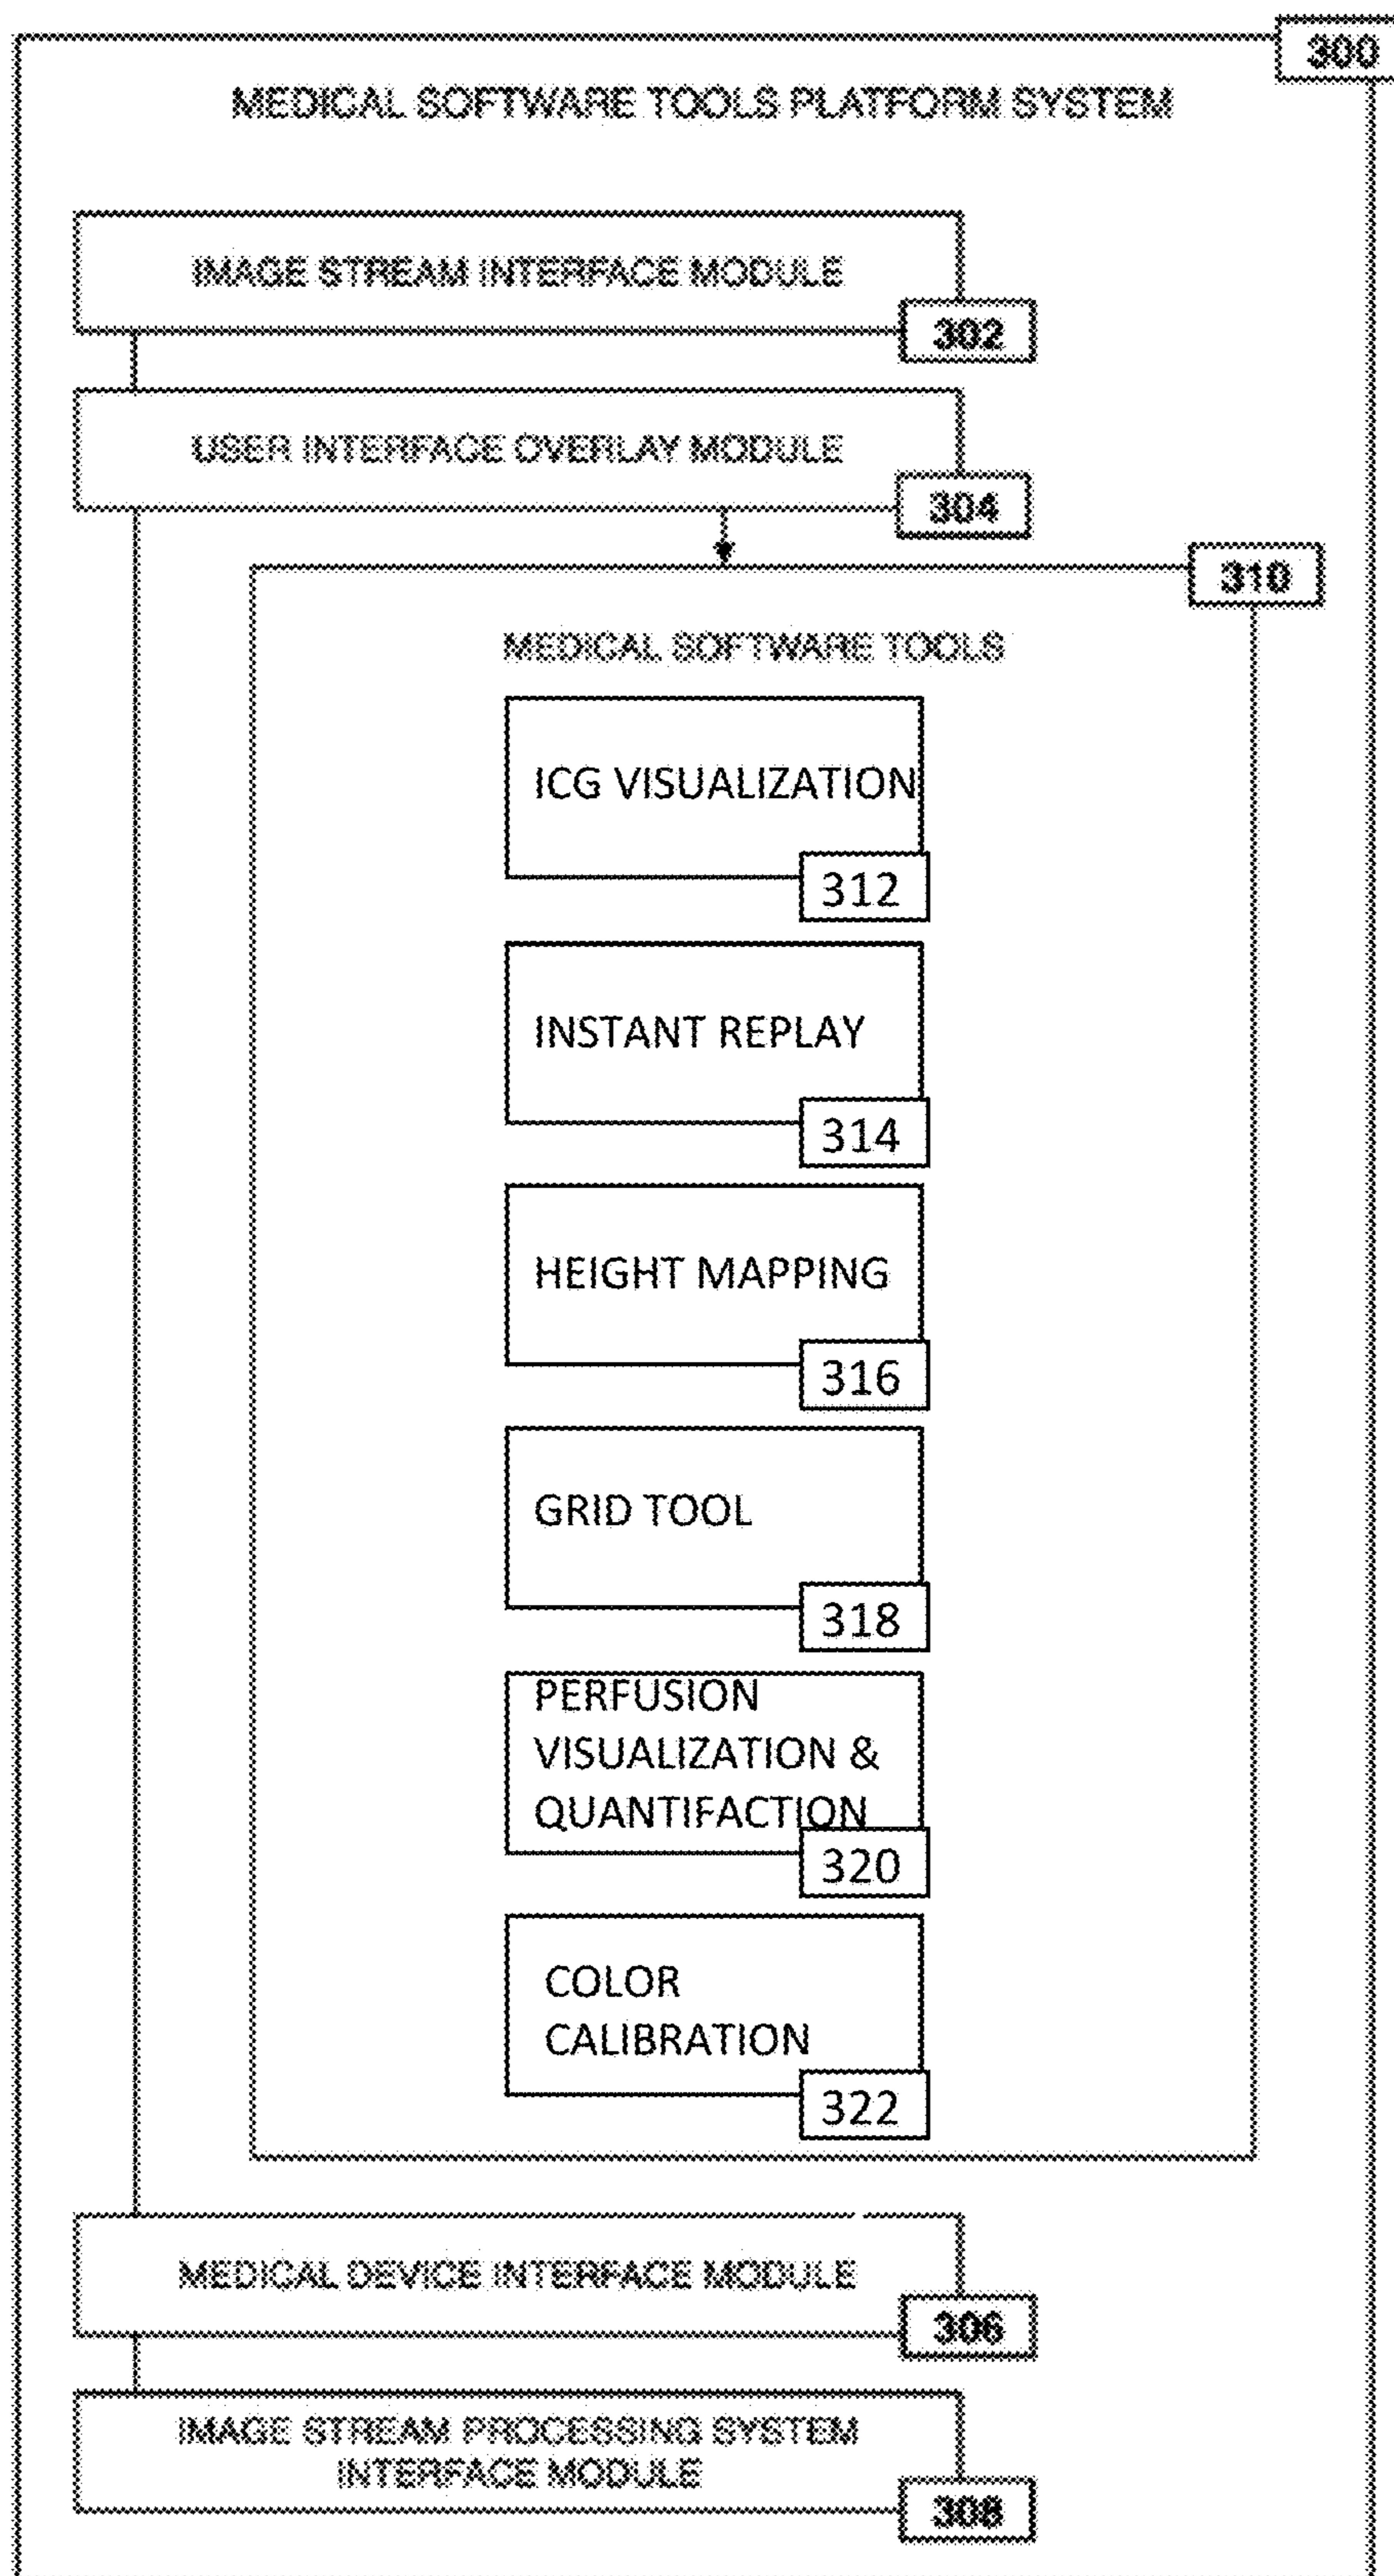 300
MEDICAL SOFTWARE TOOLS PLATFORM SYSTEM
IMAGE STREAM INTERFACE MODULE
302
USER INTERFACE OVERLAY MODULE
304
310
MEDICAL SOFTWARE TOOLS
ICG VISUALIZATION
312
INSTANT REPLAY
314
HEIGHT MAPPING
316
GRID TOOL
318
PERFUSION
VISUALIZATION &
QUANTIFACTION
320
COLOR
CALIBRATION
322
MEDICAL DEVICE INTERFACE MODULE
306
IMAGE STREAM PROCESSING SYSTEM
INTERFACE MODULE
308